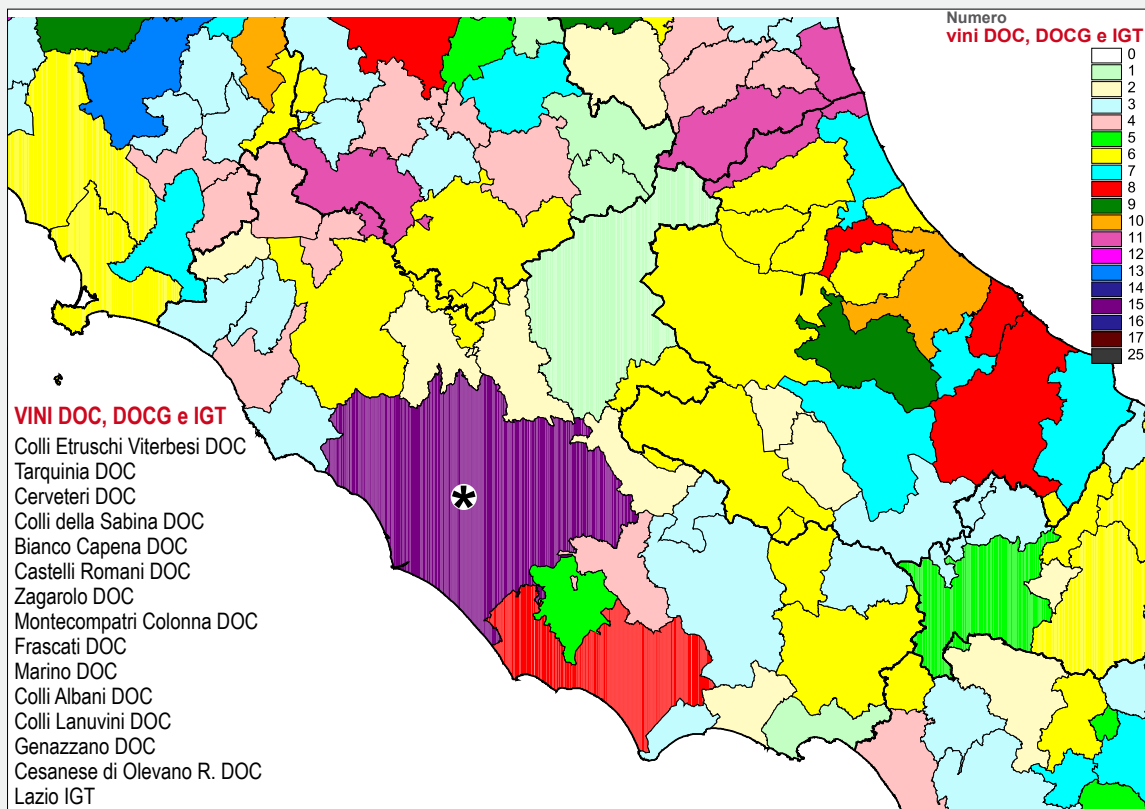 Numero
vini DOC, DOCG e IGT
0
1
2
3
4
5
6
7
8
9
10
11
12
13
14
15
16
17
25
VINI DOC, DOCG e IGT
Colli Etruschi Viterbesi DOC
Tarquinia DOC
Cerveteri DOC
Colli della Sabina DOC
Bianco Capena DOC
Castelli Romani DOC
Zagarolo DOC
Montecompatri Colonna DOC
Frascati DOC
Marino DOC
Colli Albani DOC
Colli Lanuvini DOC
Genazzano DOC
Cesanese di Olevano R. DOC
Lazio IGT
*